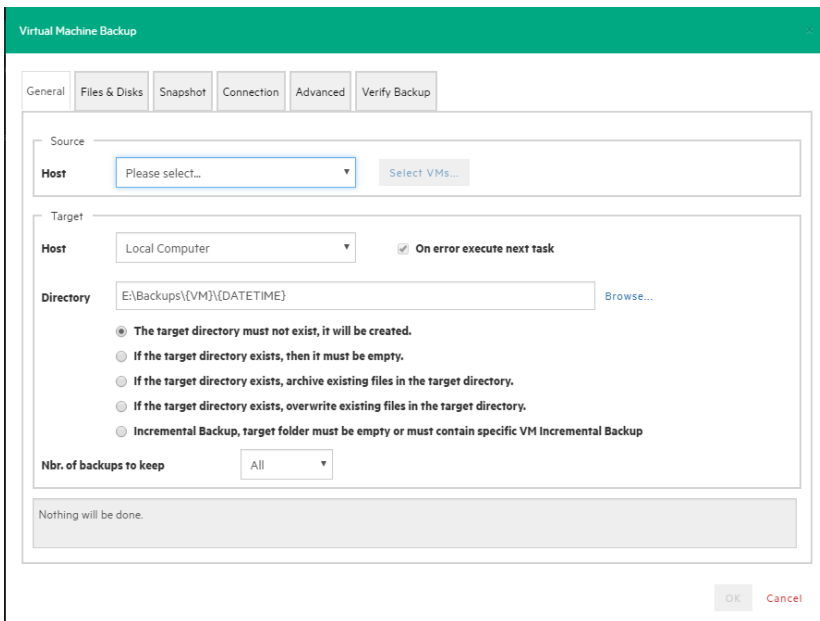 Virtual Machine Backup
General Files & Disks Snapshot Connection Advanced Verify Backup
Source
Host Please select... Select VMs...
Target
Host Local Computer On error execute next task
Directory E:\Backups\{VM}\{DATETIME} Browse...
The target directory must not exist, it will be created.
If the target directory exists, then it must be empty.
If the target directory exists, archive existing files in the target directory.
If the target directory exists, overwrite existing files in the target directory.
Incremental Backup, target folder must be empty or must contain specific VM Incremental Backup
Nbr. of backups to keep All
Nothing will be done.
OK Cancel